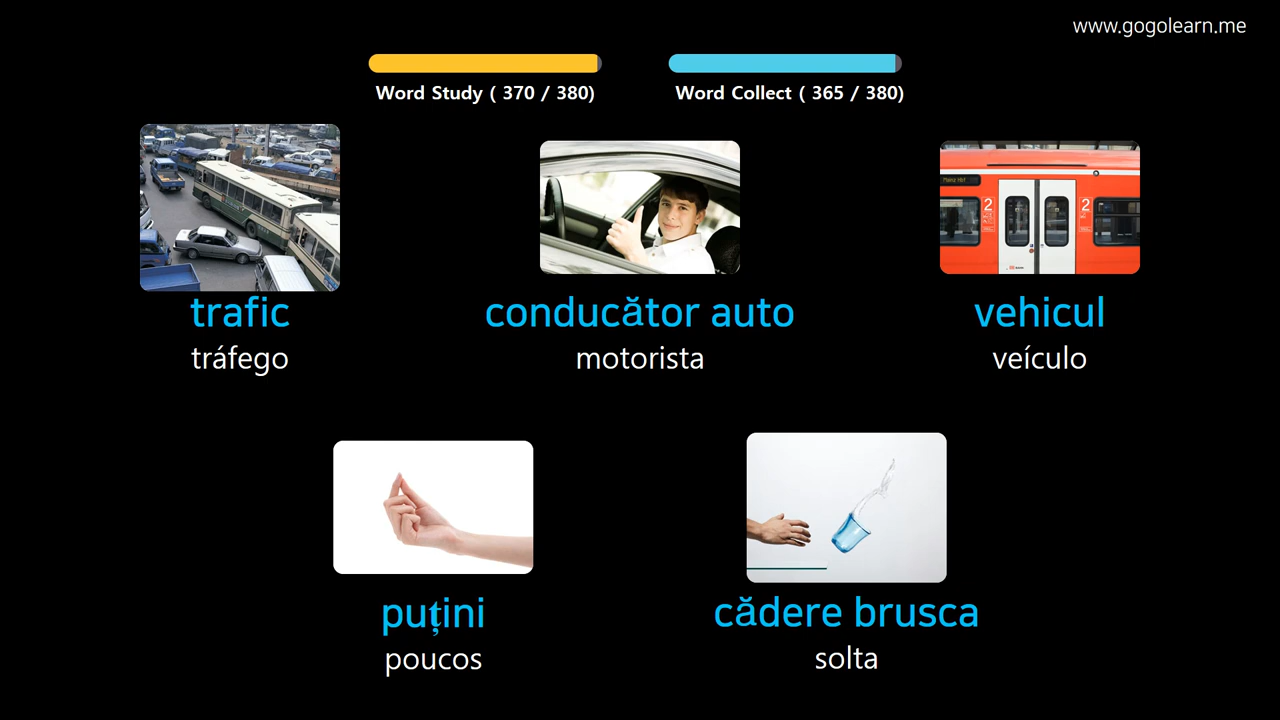 www.gogolearn.me
Word Study ( 370 / 380)
Word Collect ( 365 / 380)
trafic
tráfego
conducător auto
motorista
vehicul
veículo
puțini
poucos
cădere brusca
solta